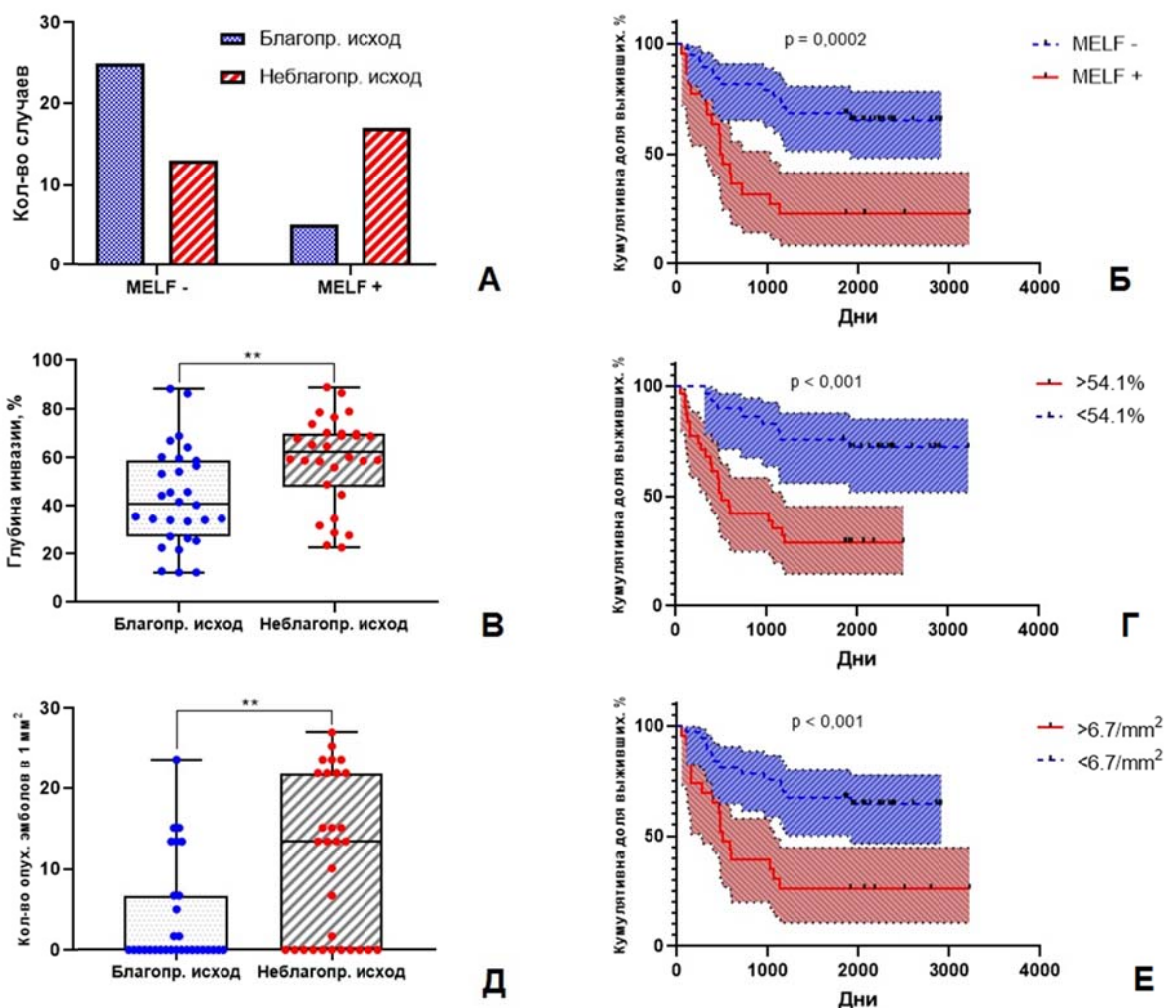 30
20
10
0
Кол-во случаев
Благопр. исход
Неблагопр. исход
MELF -
MELF +
А
100
50
0
Кумулятивна доля выживших. %
p = 0,0002
MELF -
MELF +
0
1000
2000
3000
4000
Дни
Б
100
80
60
40
20
0
Глубина инвазии, %
**
Благопр. исход
Неблагопр. исход
В
100
50
0
Кумулятивна доля выживших. %
p < 0,001
>54.1%
<54.1%
0
1000
2000
3000
4000
Дни
Г
30
20
10
0
Кол-во опух. эмболов в 1 мм²
**
Благопр. исход
Неблагопр. исход
Д
100
50
0
Кумулятивна доля выживших. %
p < 0,001
>6.7/mm²
<6.7/mm²
0
1000
2000
3000
4000
Дни
Е